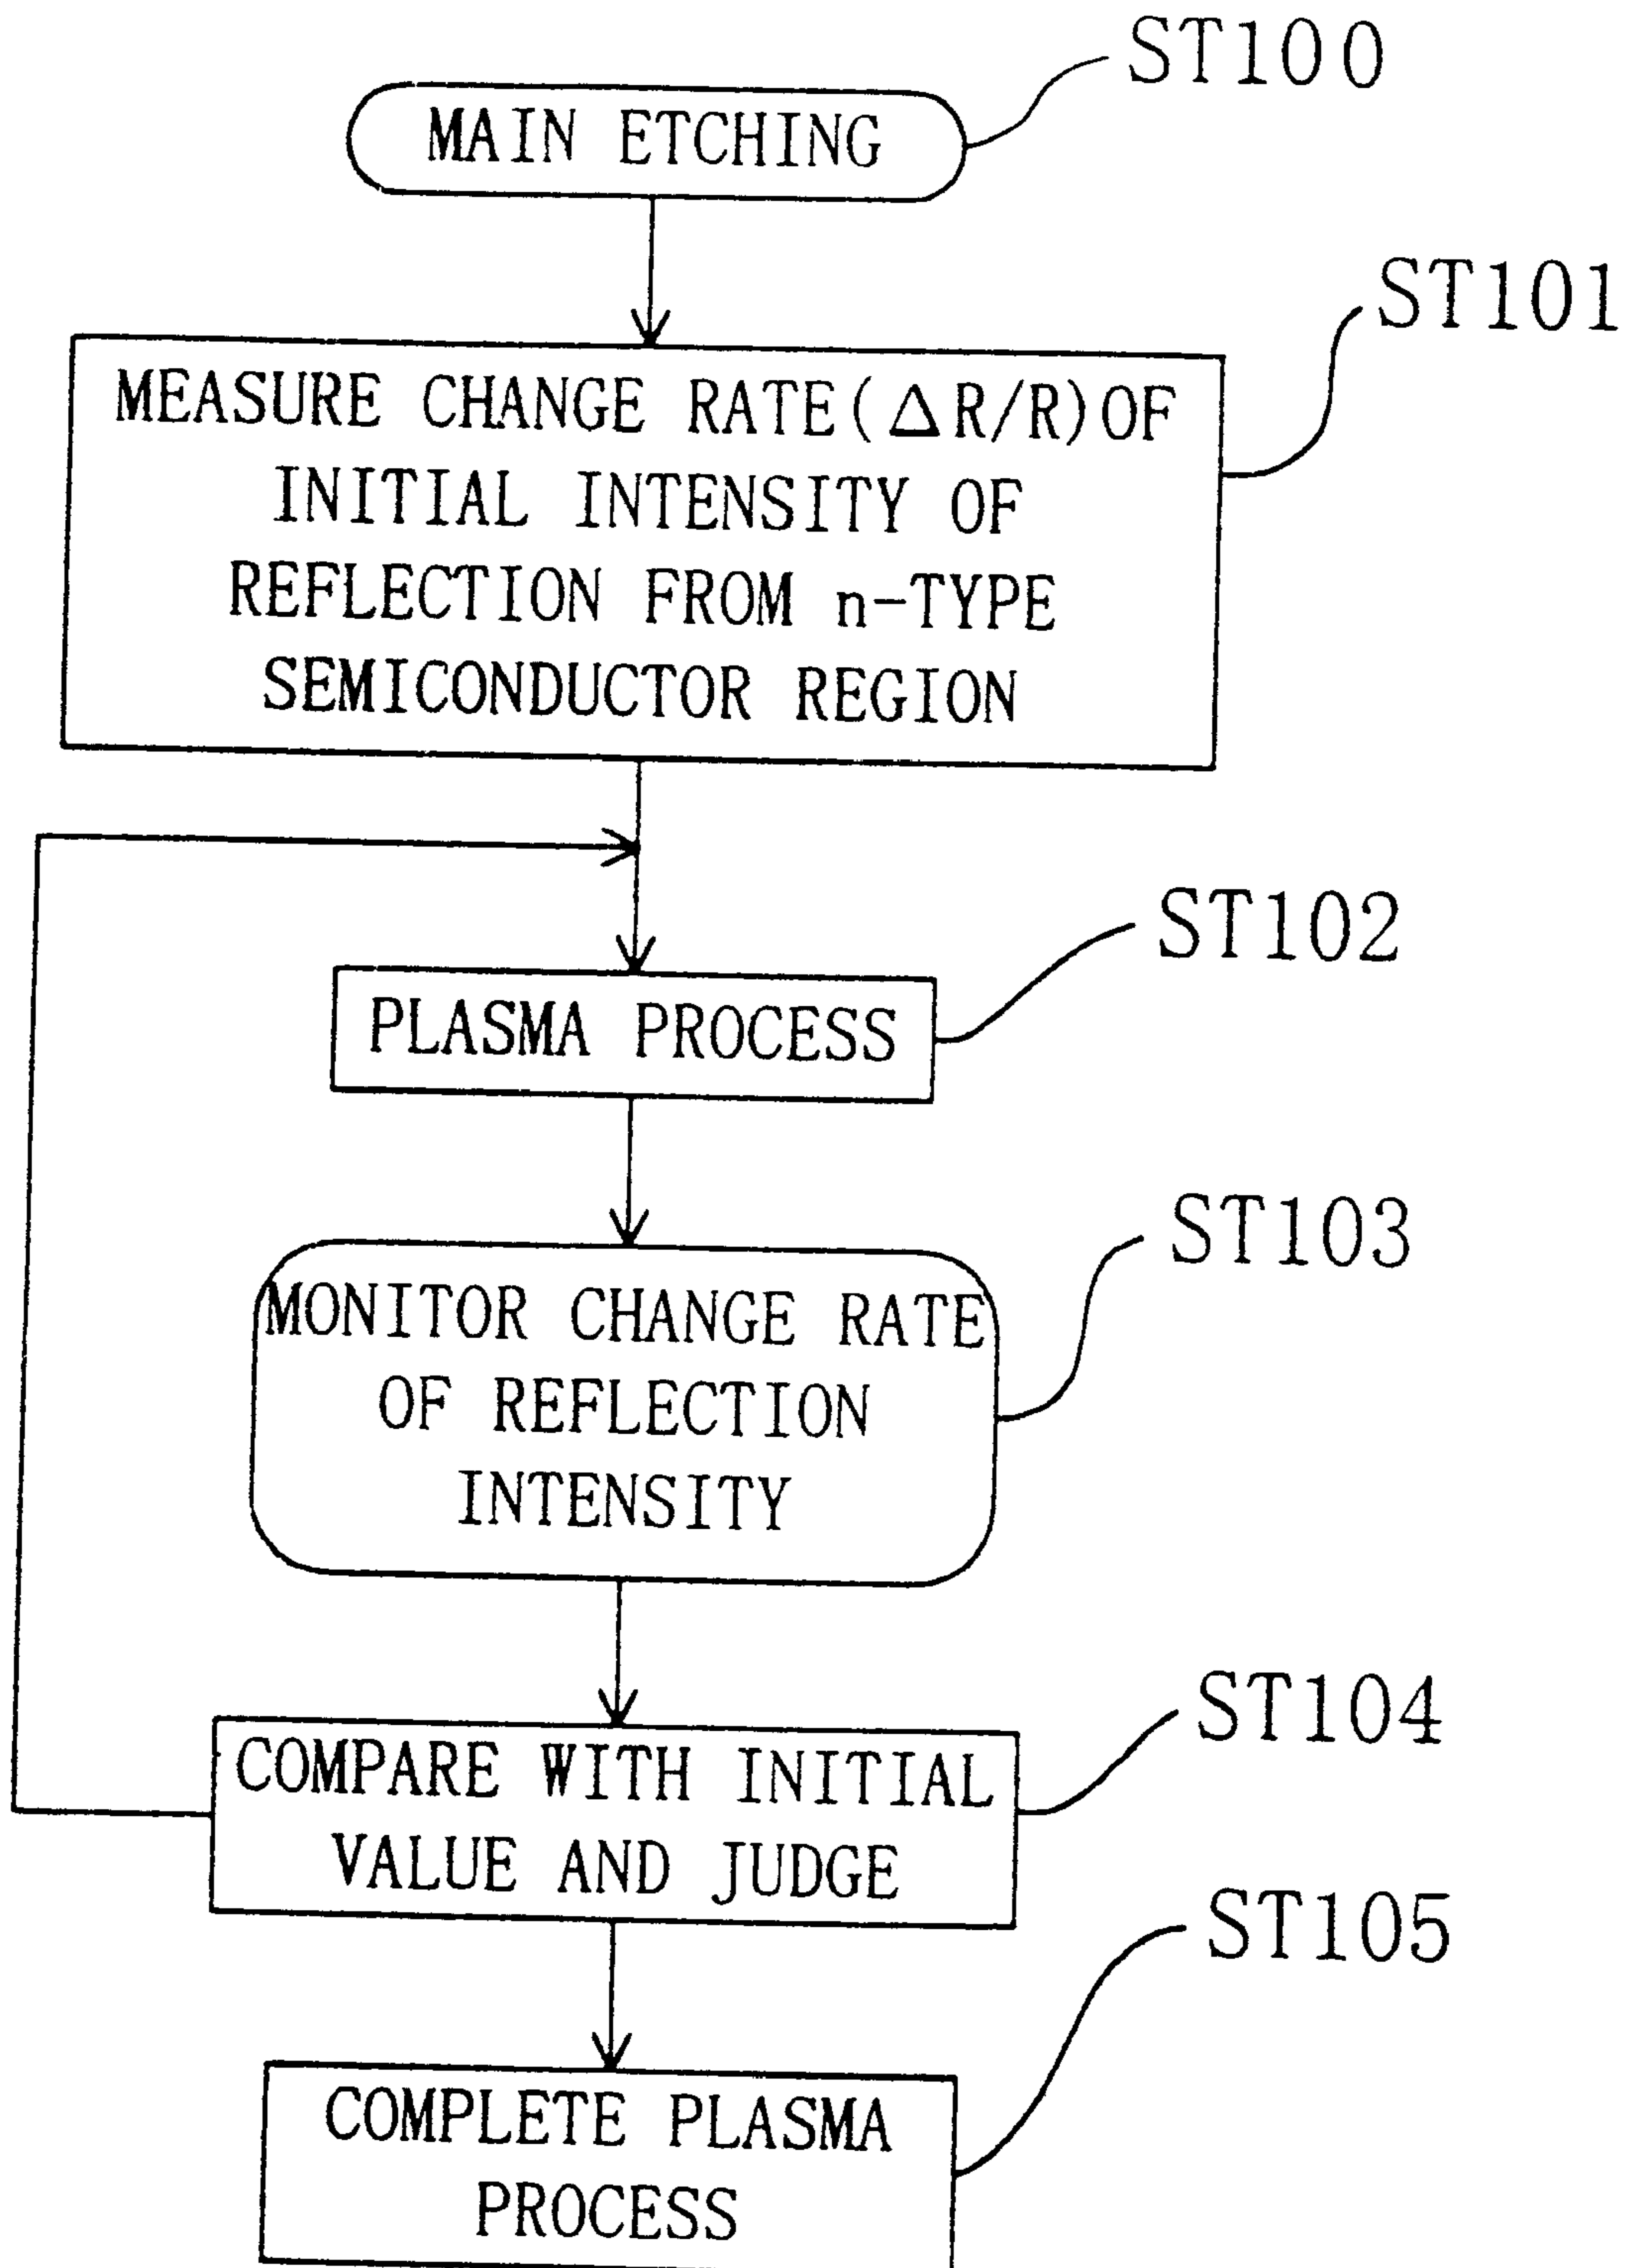 ST100
MAIN ETCHING
ST101
MEASURE CHANGE RATE(ΔR/R)OF
INITIAL INTENSITY OF
REFLECTION FROM n-TYPE
SEMICONDUCTOR REGION
ST102
PLASMA PROCESS
ST103
MONITOR CHANGE RATE
OF REFLECTION
INTENSITY
ST104
COMPARE WITH INITIAL
VALUE AND JUDGE
ST105
COMPLETE PLASMA
PROCESS